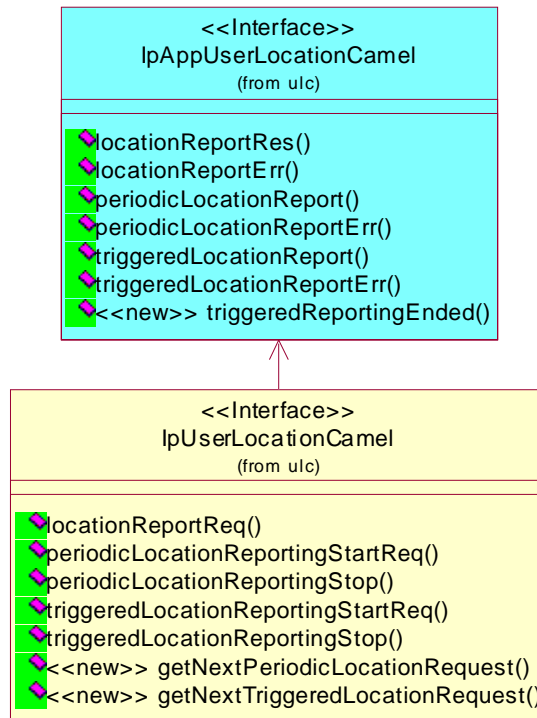 <<Interface>>
IpAppUserLocationCamel
(from ulc)
locationReportRes()
locationReportErr()
periodicLocationReport()
periodicLocationReportErr()
triggeredLocationReport()
triggeredLocationReportErr()
<<new>> triggeredReportingEnded()
<<Interface>>
IpUserLocationCamel
(from ulc)
locationReportReq()
periodicLocationReportingStartReq()
periodicLocationReportingStop()
triggeredLocationReportingStartReq()
triggeredLocationReportingStop()
<<new>> getNextPeriodicLocationRequest()
<<new>> getNextTriggeredLocationRequest()